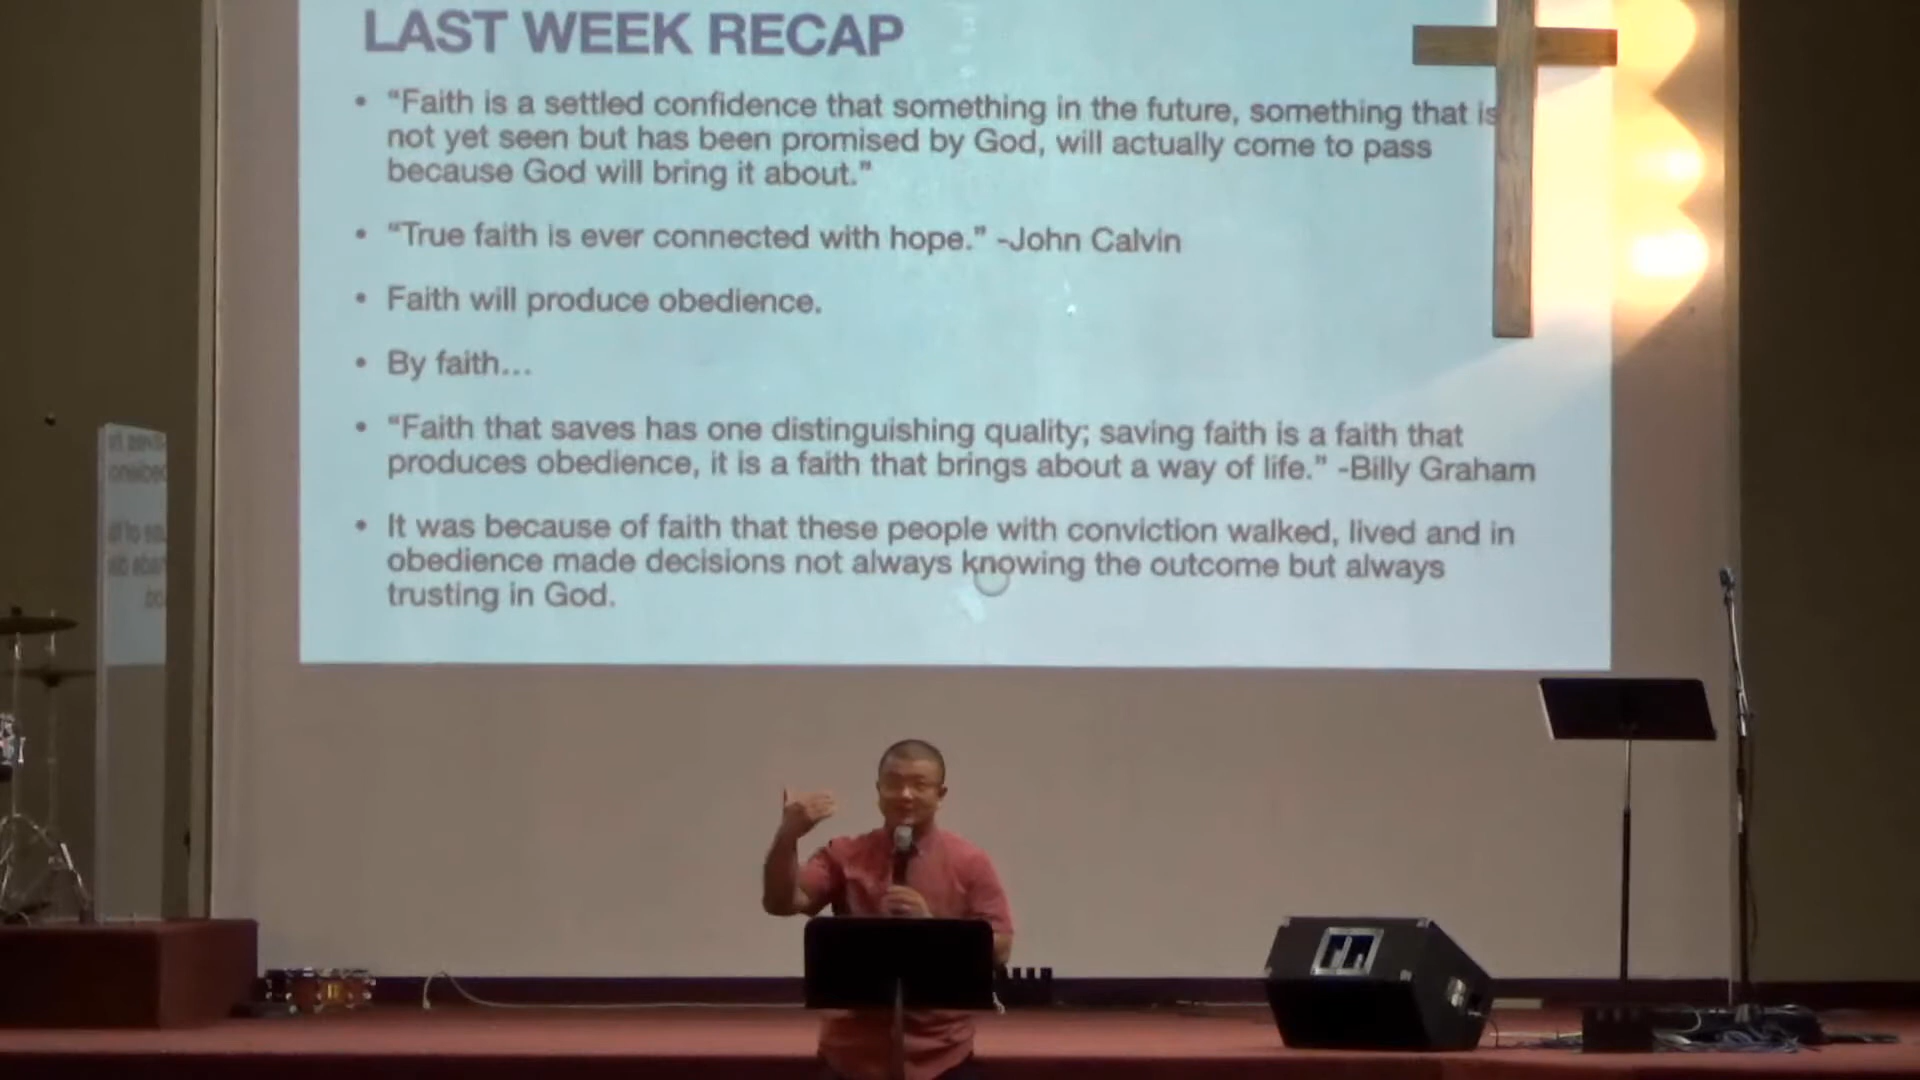 LAST WEEK RECAP
• “Faith is a settled confidence that something in the future, something that is
not yet seen but has been promised by God, will actually come to pass
because God will bring it about.”
• “True faith is ever connected with hope.” -John Calvin
• Faith will produce obedience.
• By faith...
• “Faith that saves has one distinguishing quality; saving faith is a faith that
produces obedience, it is a faith that brings about a way of life.” -Billy Graham
• It was because of faith that these people with conviction walked, lived and in
obedience made decisions not always knowing the outcome but always
trusting in God.